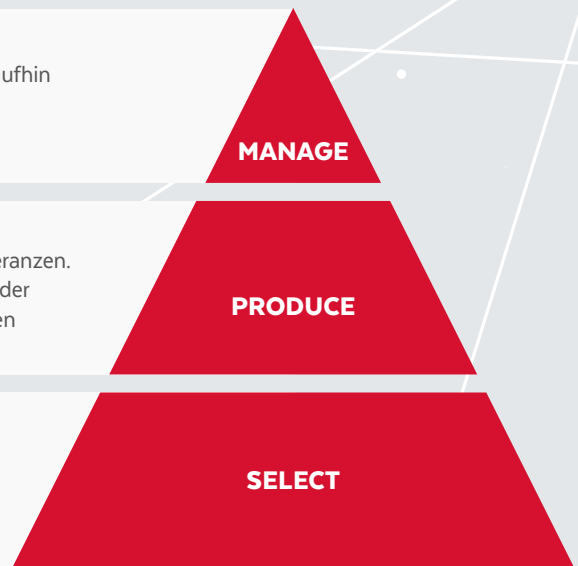 ufhin
MANAGE
eranzen.
der
en
PRODUCE
SELECT